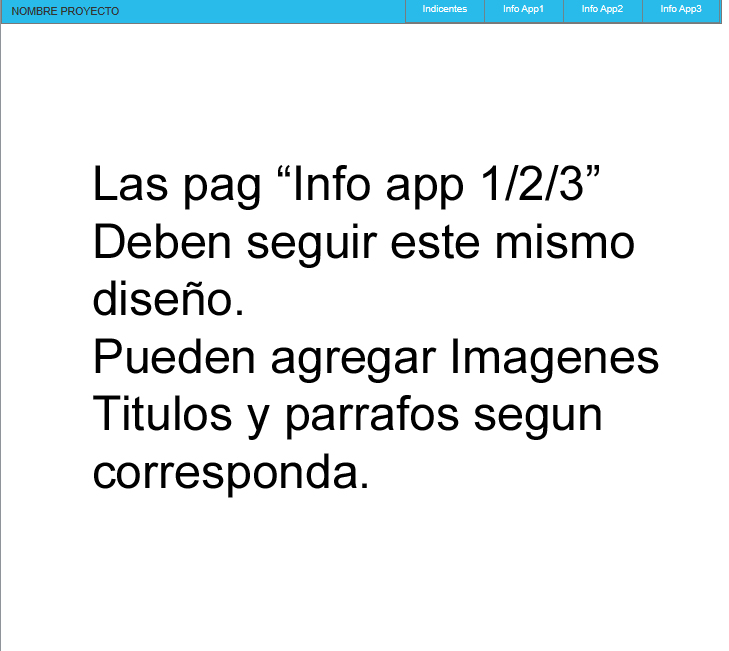 NOMBRE PROYECTO Indicentes Info App1 Info App2 Info App3
Las pag “Info app 1/2/3”
Deben seguir este mismo
diseño.
Pueden agregar Imagenes
Titulos y parrafos segun
corresponda.